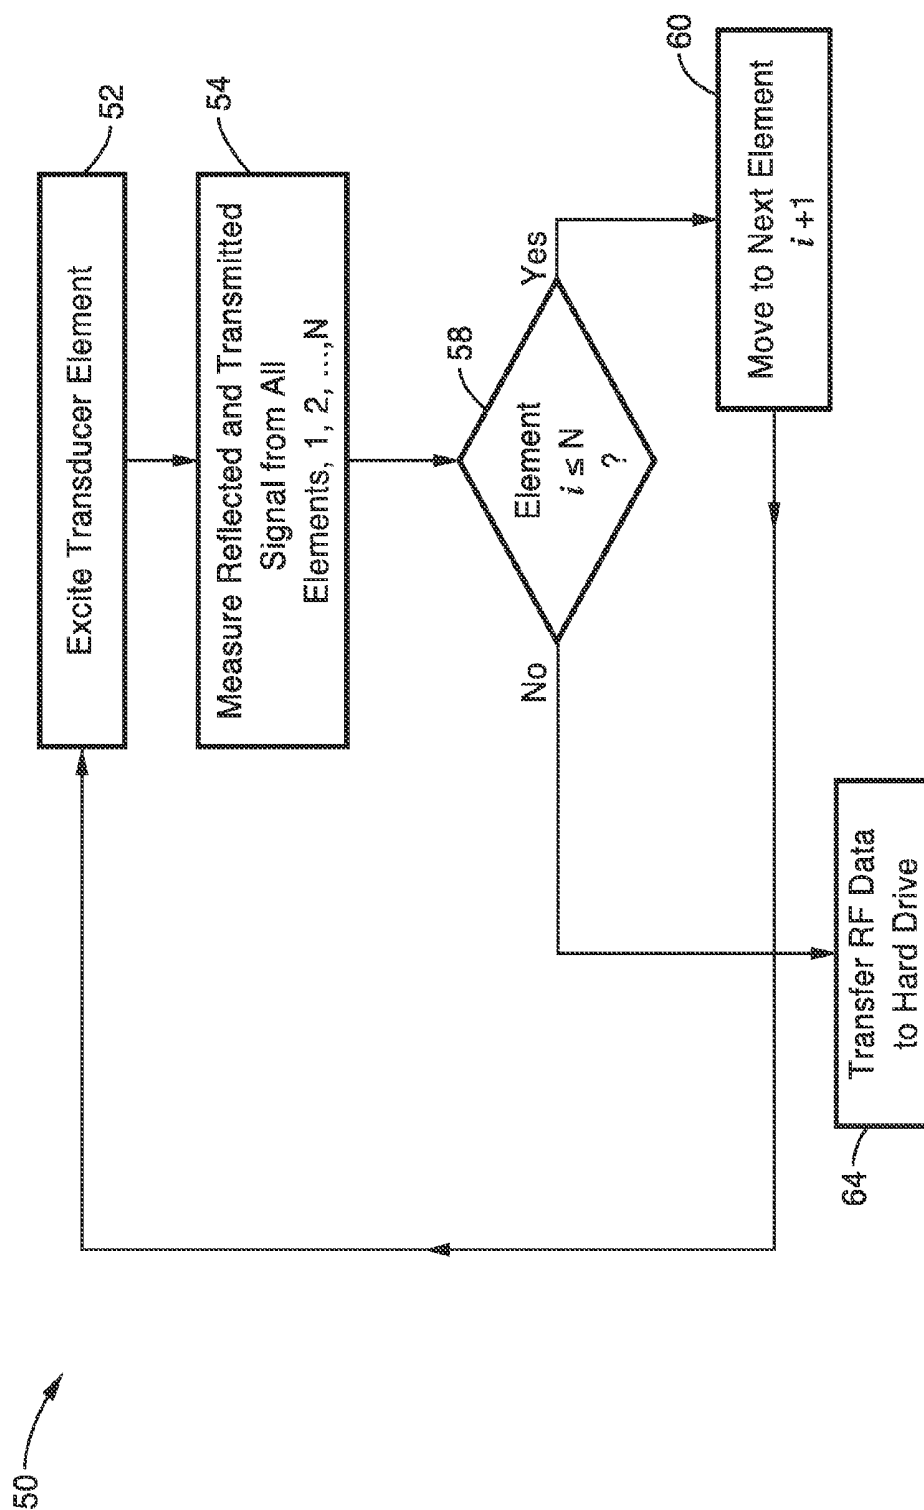 50
Excite Transducer Element
52
Measure Reflected and Transmitted
Signal from All
Elements, 1, 2, ...,N
54
Element
i ≤ N
?
58
Yes
No
Move to Next Element
i +1
60
Transfer RF Data
to Hard Drive
64